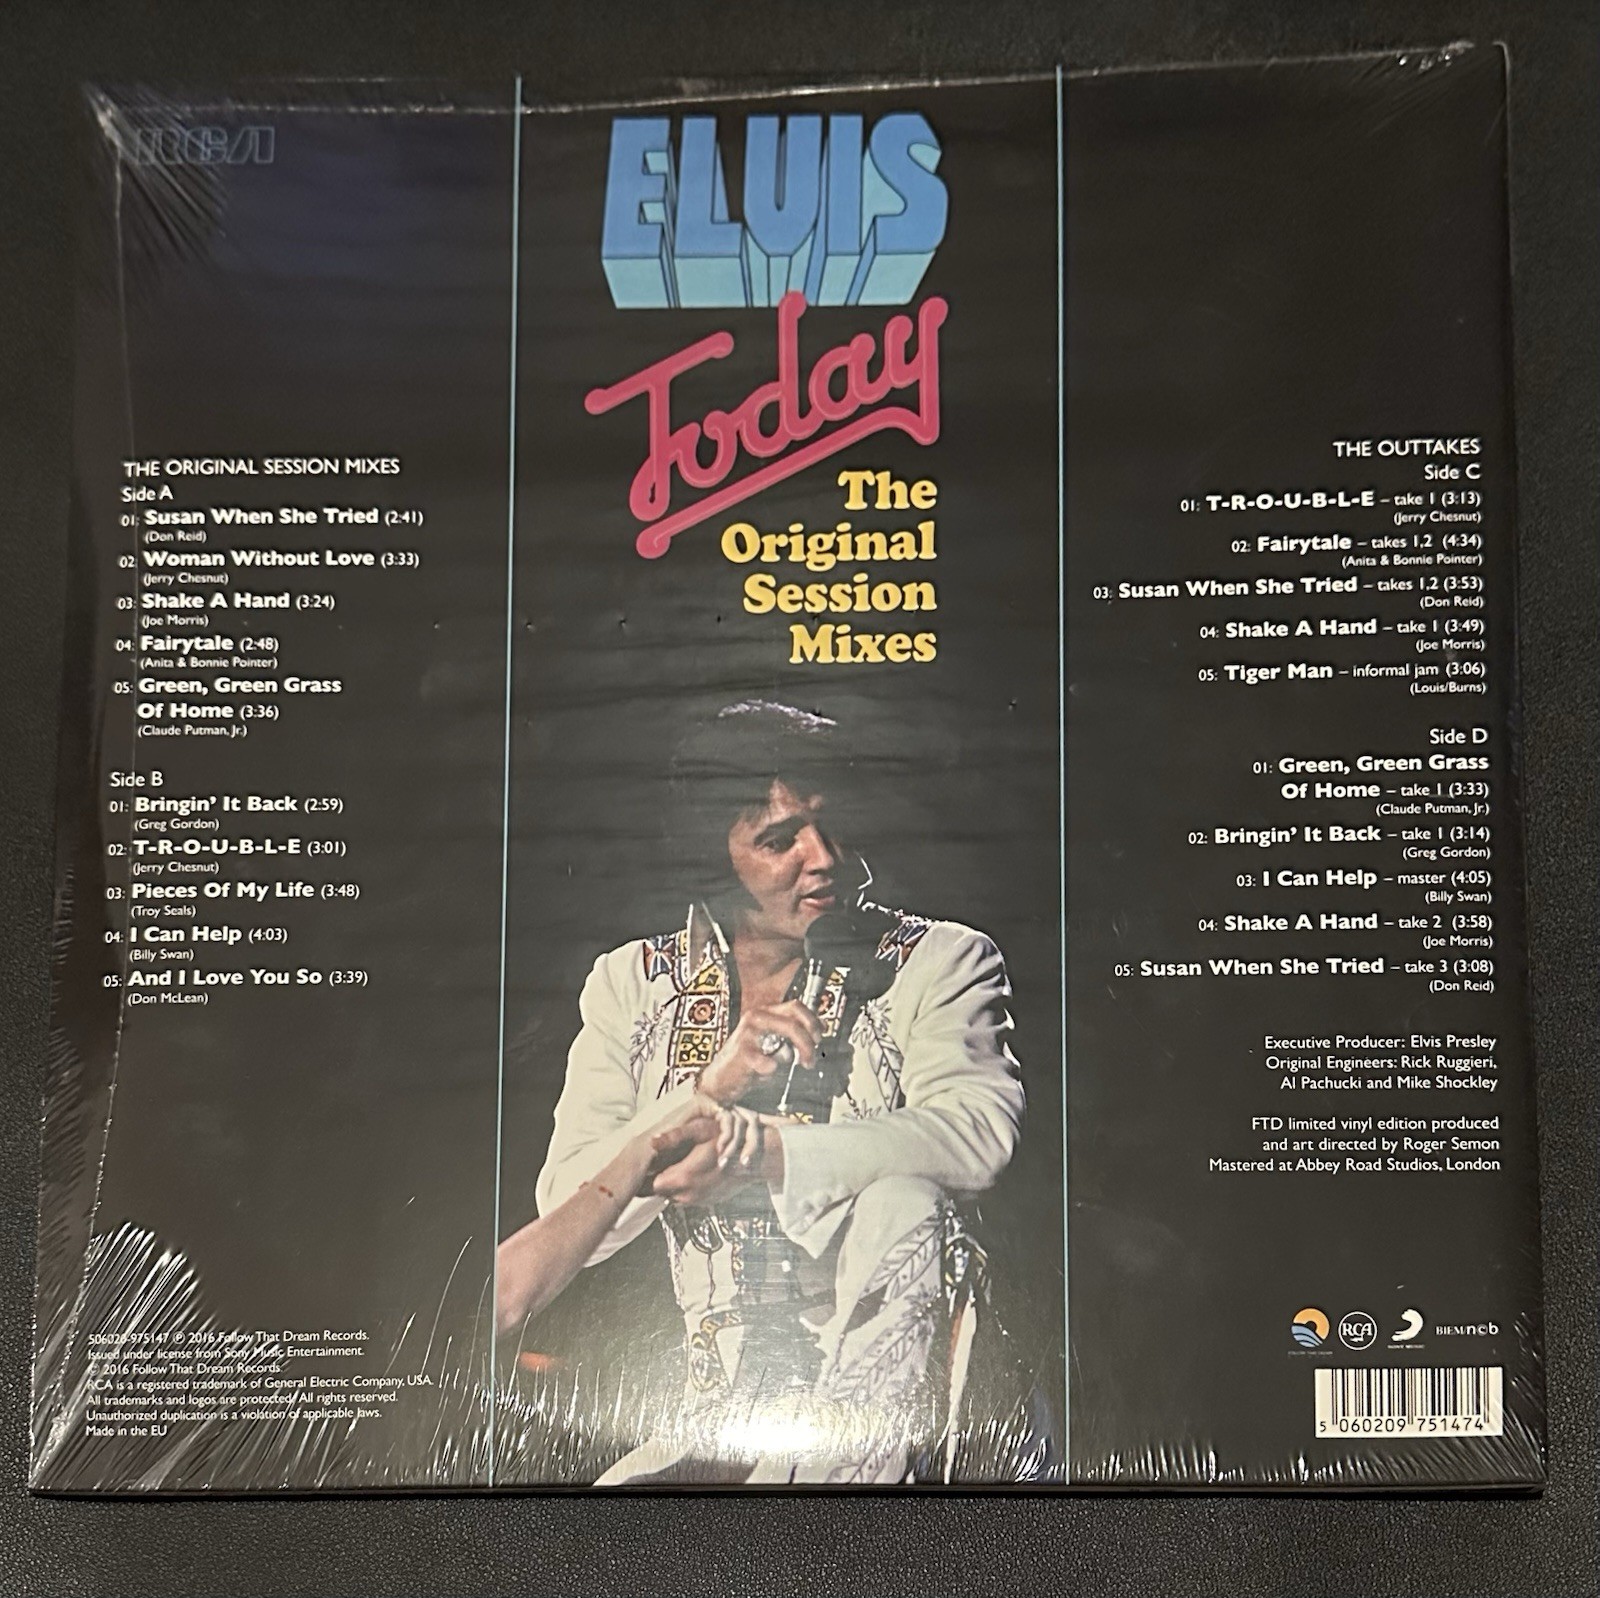 RCA
ELVIS
Today
The
Original
Session
Mixes
THE ORIGINAL SESSION MIXES
Side A
01: Susan When She Tried (2:41)
(Don Reid)
02: Woman Without Love (3:33)
(Jerry Chesnut)
03: Shake A Hand (3:24)
(Joe Morris)
04: Fairytale (2:48)
(Anita & Bonnie Pointer)
05: Green, Green Grass
Of Home (3:36)
(Claude Putman, Jr.)
Side B
01: Bringin' It Back (2:59)
(Greg Gordon)
02: T-R-O-U-B-L-E (3:01)
(Jerry Chesnut)
03: Pieces Of My Life (3:48)
(Troy Seals)
04: I Can Help (4:03)
(Billy Swan)
05: And I Love You So (3:39)
(Don McLean)
THE OUTTAKES
Side C
01: T-R-O-U-B-L-E – take 1 (3:13)
(Jerry Chesnut)
02: Fairytale – takes 1,2 (4:34)
(Anita & Bonnie Pointer)
03: Susan When She Tried – takes 1,2 (3:53)
(Don Reid)
04: Shake A Hand – take 1 (3:49)
(Joe Morris)
05: Tiger Man – informal jam (3:06)
(Louis/Burns)
Side D
01: Green, Green Grass
Of Home – take 1 (3:33)
(Claude Putman, Jr.)
02: Bringin' It Back – take 1 (3:14)
(Greg Gordon)
03: I Can Help – master (4:05)
(Billy Swan)
04: Shake A Hand – take 2 (3:58)
(Joe Morris)
05: Susan When She Tried – take 3 (3:08)
(Don Reid)
Executive Producer: Elvis Presley
Original Engineers: Rick Ruggieri,
Al Pachucki and Mike Shockley
FTD limited vinyl edition produced
and art directed by Roger Semon
Mastered at Abbey Road Studios, London
506020-975147 ℗ 2016 Follow That Dream Records.
Issued under license from Sony Music Entertainment.
© 2016 Follow That Dream Records.
RCA is a registered trademark of General Electric Company, USA.
All trademarks and logos are protected. All rights reserved.
Unauthorized duplication is a violation of applicable laws.
Made in the EU
FOLLOW THAT DREAM
RCA
SONY MUSIC
BIEM/ncb
5 060209 751474